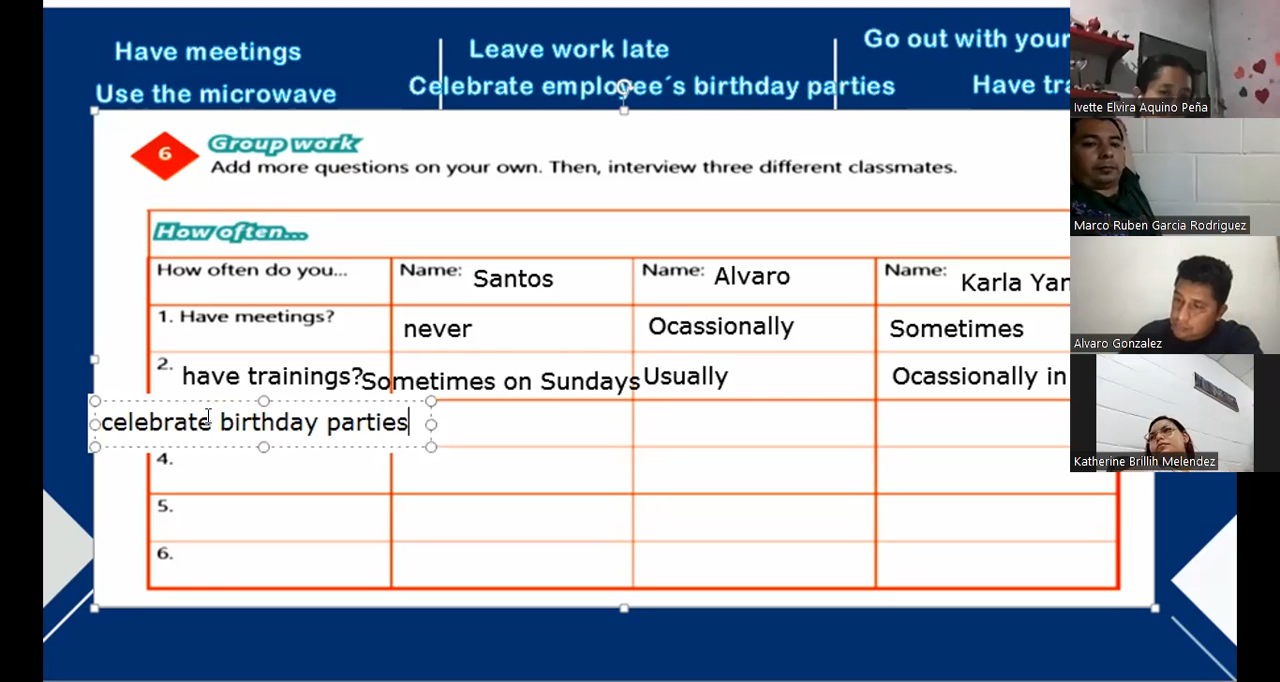 Have meetings
Leave work late
Go out with your
Use the microwave
Celebrate employee´s birthday parties
Have tra
6
Group work
Add more questions on your own. Then, interview three different classmates.
How often...
How often do you...
Name: Santos
Name: Alvaro
Name: Karla Yan
1. Have meetings?
never
Ocassionally
Sometimes
2. have trainings?
Sometimes on Sundays
Usually
Ocassionally in
celebrate birthday parties
4.
5.
6.
Ivette Elvira Aquino Peña
Marco Ruben Garcia Rodriguez
Alvaro Gonzalez
Katherine Brillih Melendez